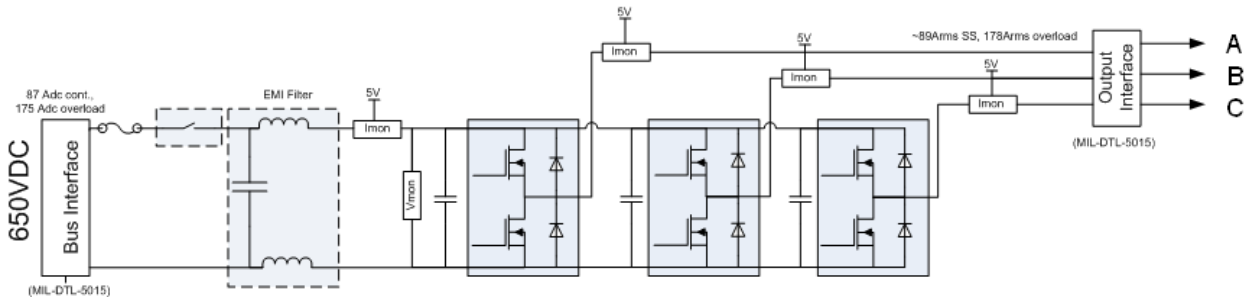 650VDC
Bus Interface
(MIL-DTL-5015)
87 Adc cont.,
175 Adc overload
EMI Filter
5V
Imon
Vmon
5V
Imon
5V
Imon
5V
Imon
~89Arms SS, 178Arms overload
Output
Interface
(MIL-DTL-5015)
A
B
C